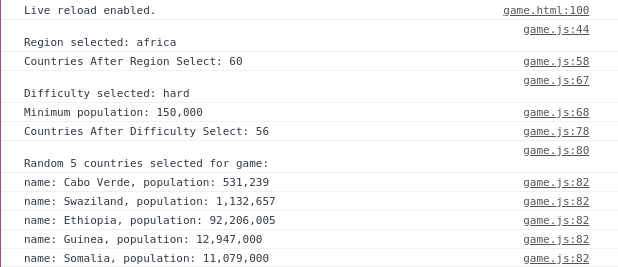 Live reload enabled. game.html:100
game.js:44
Region selected: africa
Countries After Region Select: 60 game.js:58
game.js:67
Difficulty selected: hard
Minimum population: 150,000 game.js:68
Countries After Difficulty Select: 56 game.js:78
game.js:80
Random 5 countries selected for game:
name: Cabo Verde, population: 531,239 game.js:82
name: Swaziland, population: 1,132,657 game.js:82
name: Ethiopia, population: 92,206,005 game.js:82
name: Guinea, population: 12,947,000 game.js:82
name: Somalia, population: 11,079,000 game.js:82